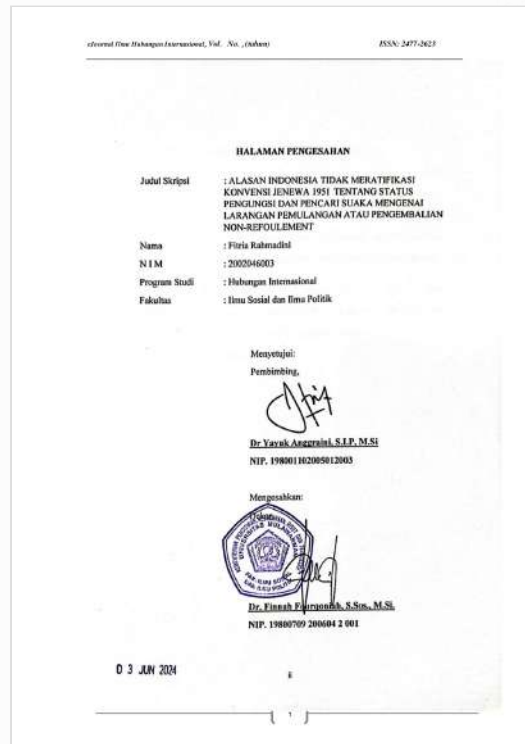 eJournal Ilmu Hubungan Internasional, Vol. No. , (tahun) ISSN: 2477-2623
HALAMAN PENGESAHAN
Judul Skripsi : ALASAN INDONESIA TIDAK MERATIFIKASI
KONVENSI JENEWA 1951 TENTANG STATUS
PENGUNGSI DAN PENCARI SUAKA MENGENAI
LARANGAN PEMULANGAN ATAU PENGEMBALIAN
NON-REFOULEMENT
Nama : Fitria Rahmadini
N I M : 2002046003
Program Studi : Hubungan Internasional
Fakultas : Ilmu Sosial dan Ilmu Politik
Menyetujui:
Pembimbing,
Dr Yayuk Anggraini, S.I.P, M.Si
NIP. 198001102005012003
Mengesahkan:
UNIVERSITAS MULAWARMAN
Dr. Finnah Fourqoniah, S.Sos., M.Si.
NIP. 19800709 200604 2 001
0 3 JUN 2024
ii
1